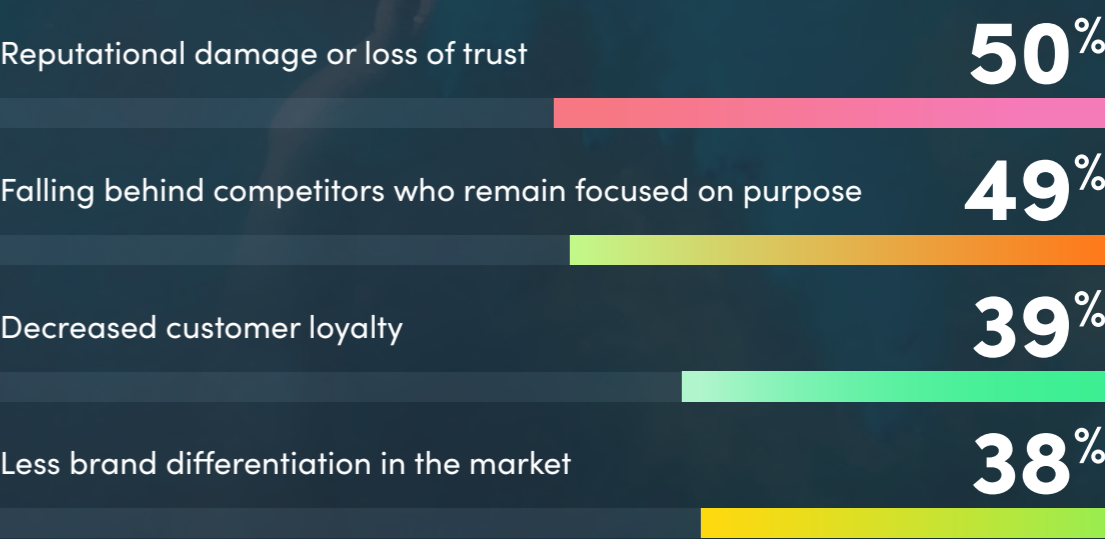 Reputational damage or loss of trust 50%
Falling behind competitors who remain focused on purpose 49%
Decreased customer loyalty 39%
Less brand differentiation in the market 38%